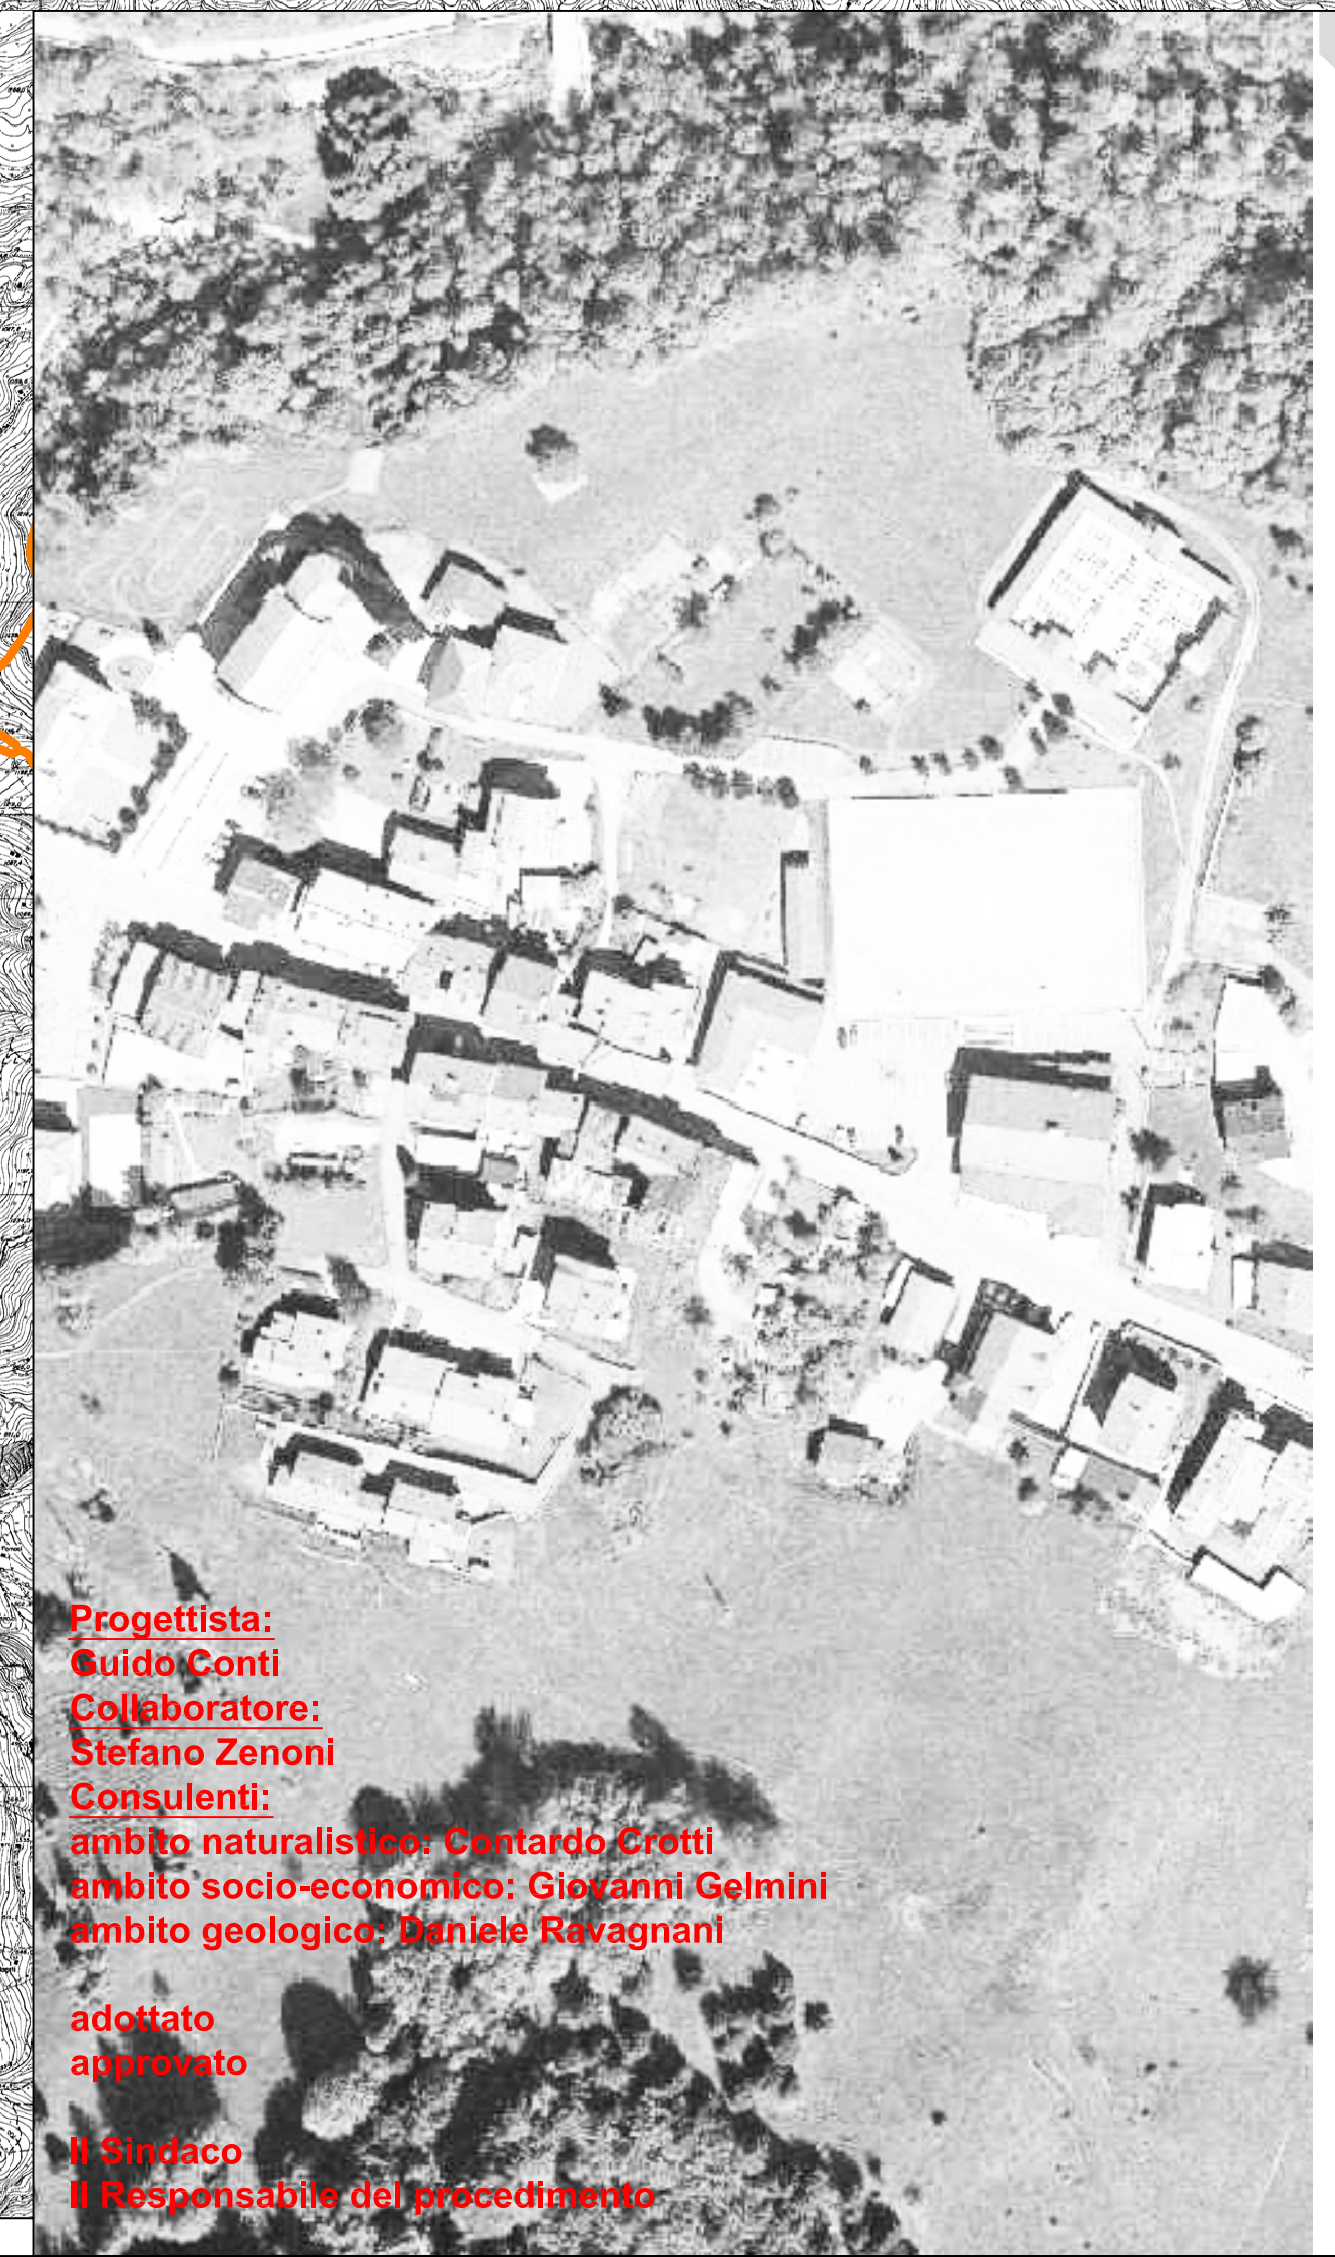 Progettista:
Guido Conti
Collaboratore:
Stefano Zenoni
Consulenti:
ambito naturalistico: Contardo Crotti
ambito socio-economico: Giovanni Gelmini
ambito geologico: Daniele Ravagnani
adottato
approvato
Il Sindaco
Il Responsabile del procedimento